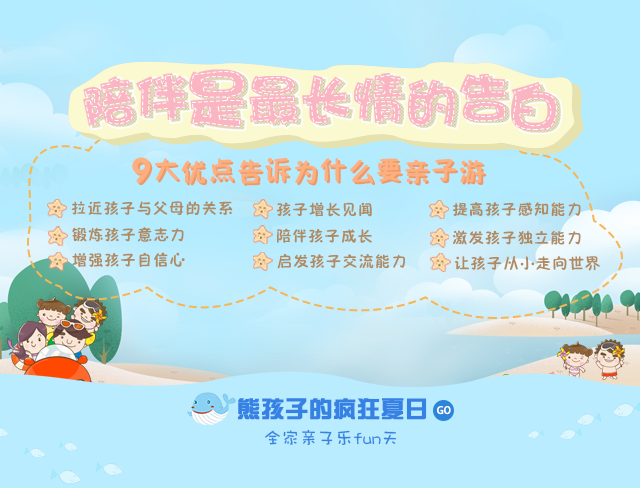 陪伴是最长情的告白
9大优点告诉为什么要亲子游
拉近孩子与父母的关系 孩子增长见闻 提高孩子感知能力
锻炼孩子意志力 陪伴孩子成长 激发孩子独立能力
增强孩子自信心 启发孩子交流能力 让孩子从小走向世界
熊孩子的疯狂夏日 GO
全家亲子乐fun天